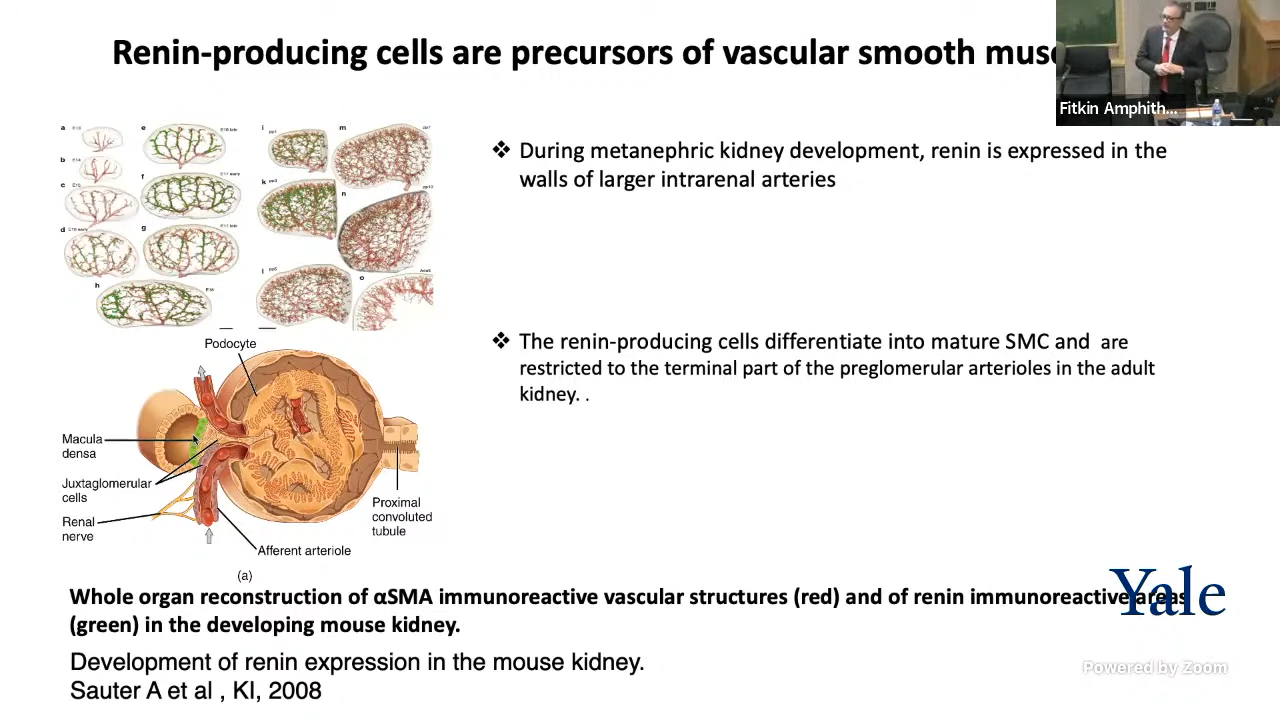 Renin-producing cells are precursors of vascular smooth musc
Fitkin Amphith...
a
b
c
d
e
f
g
h
i
k
l
m
n
o
❖ During metanephric kidney development, renin is expressed in the
walls of larger intrarenal arteries
❖ The renin-producing cells differentiate into mature SMC and are
restricted to the terminal part of the preglomerular arterioles in the adult
kidney. .
Podocyte
Macula
densa
Juxtaglomerular
cells
Renal
nerve
Proximal
convoluted
tubule
Afferent arteriole
(a)
Whole organ reconstruction of αSMA immunoreactive vascular structures (red) and of renin immunoreactive areas
(green) in the developing mouse kidney.
Yale
Development of renin expression in the mouse kidney.
Sauter A et al , KI, 2008
Powered by Zoom